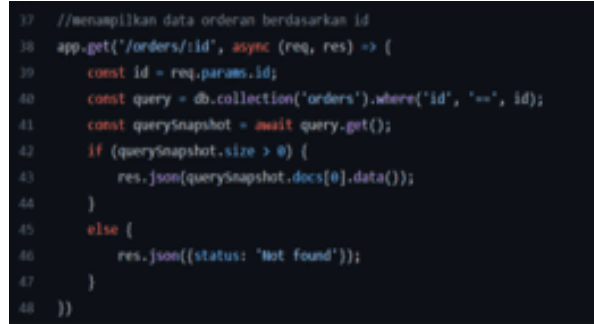 37 //menampilkan data orderan berdasarkan id
38 app.get('/orders/:id', async (req, res) => {
39 const id = req.params.id;
40 const query = db.collection('orders').where('id', '==', id);
41 const querySnapshot = await query.get();
42 if (querySnapshot.size > 0) {
43 res.json(querySnapshot.docs[0].data());
44 }
45 else {
46 res.json({status: 'Not found'});
47 }
48 })